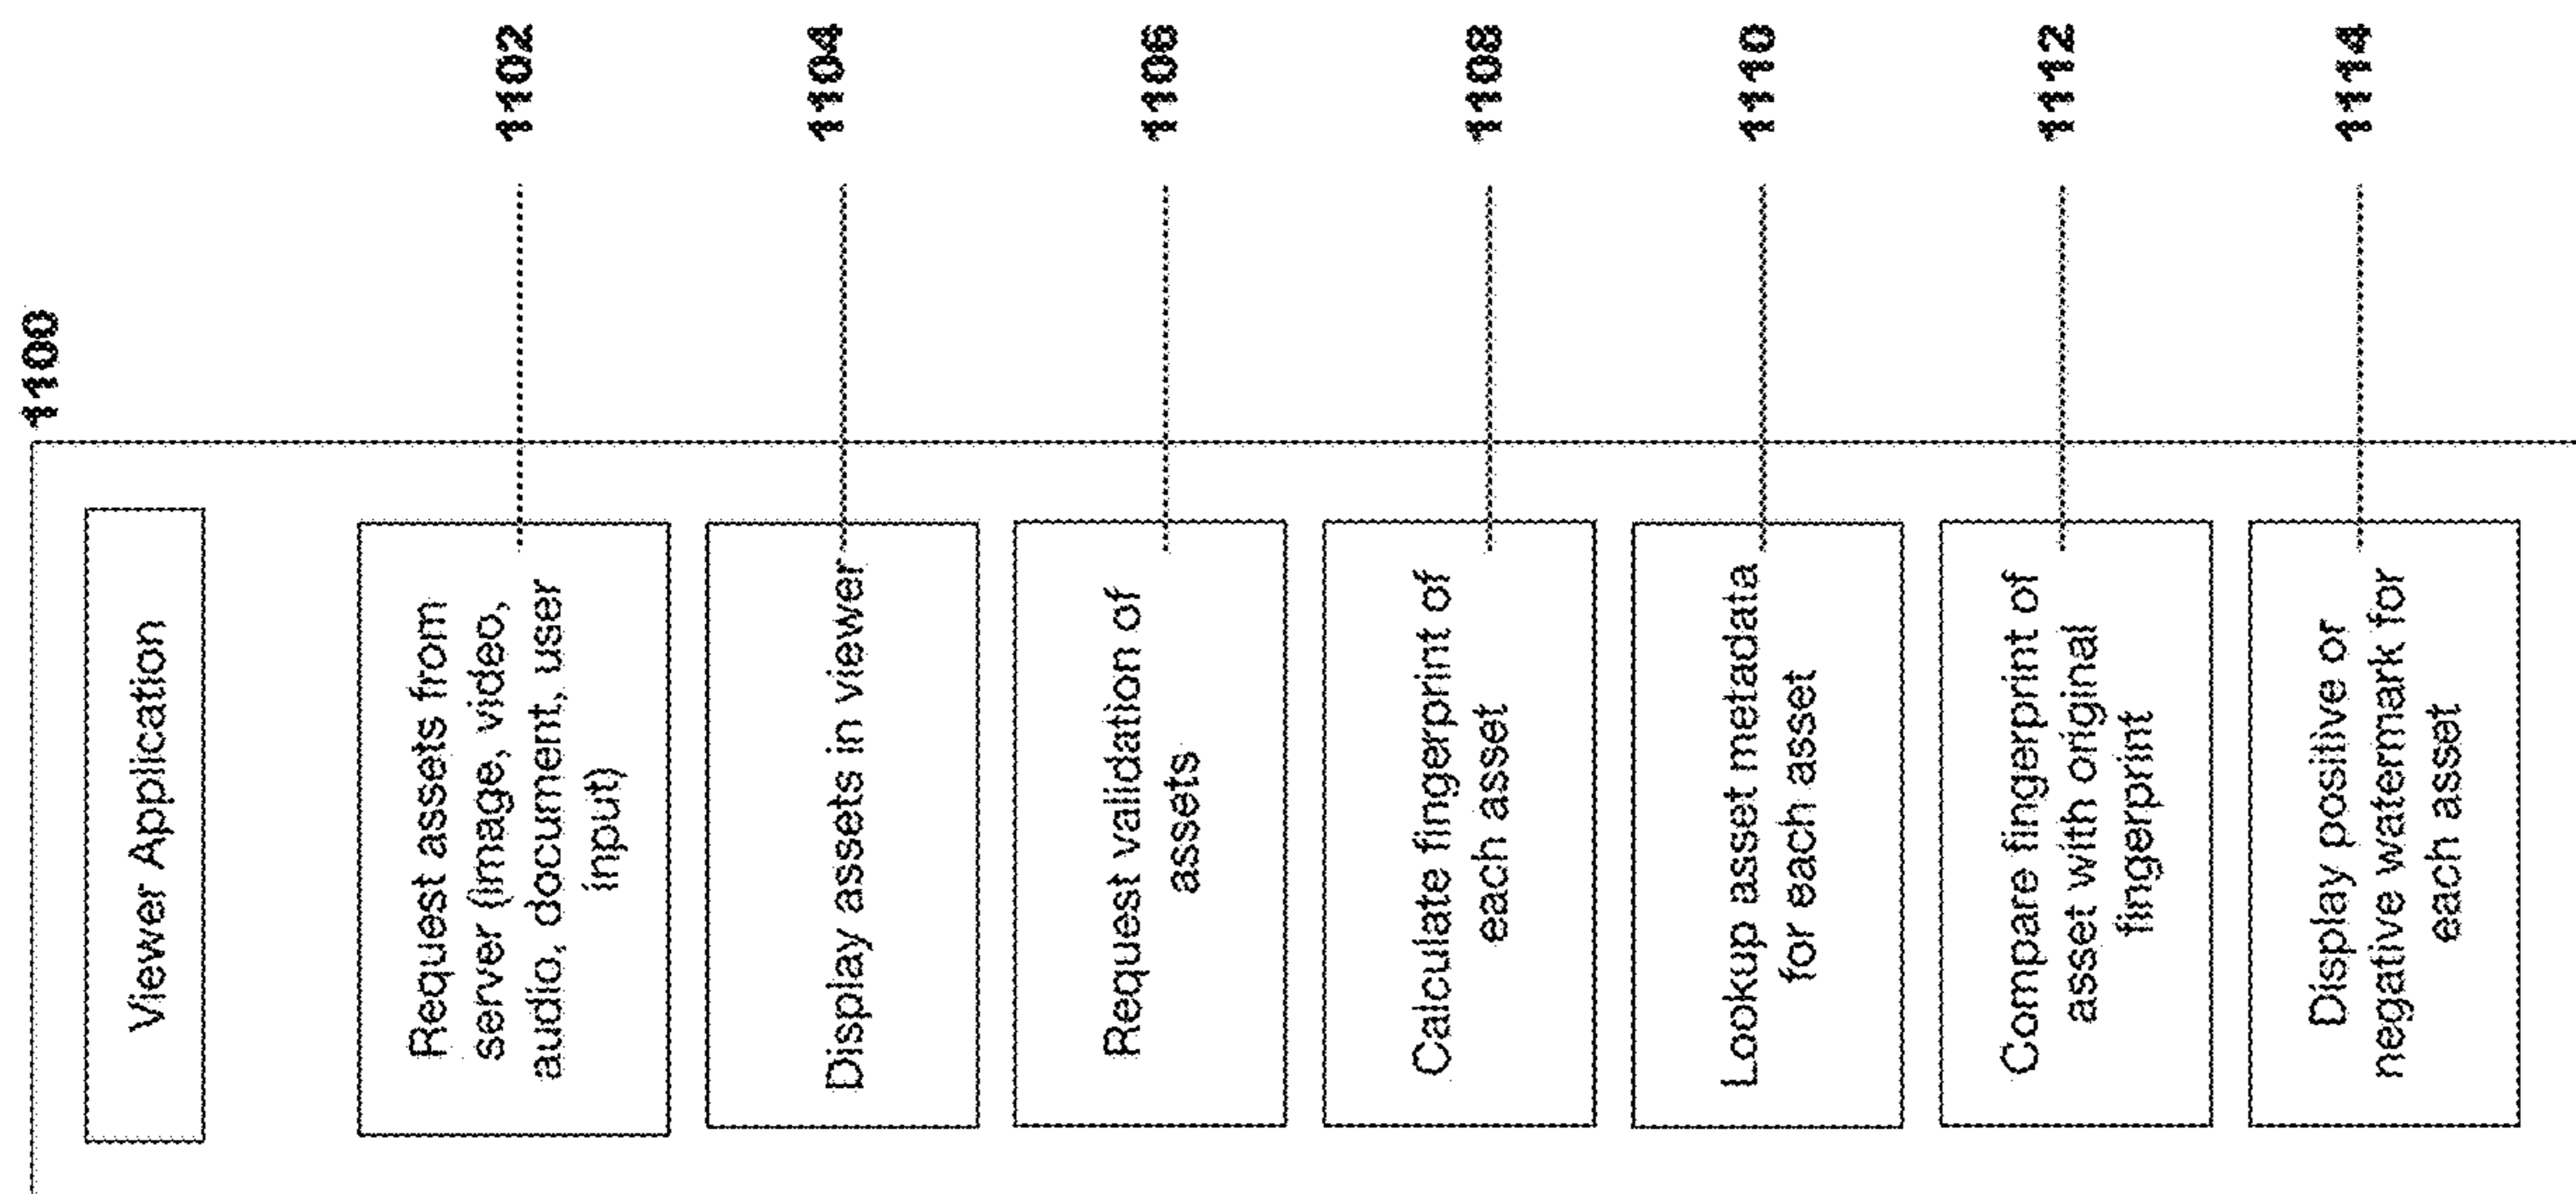 1100
Viewer Application
Request assets from
server (image, video,
audio, document, user
input)
1102
Display assets in viewer
1104
Request validation of
assets
1106
Calculate fingerprint of
each asset
1108
Lookup asset metadata
for each asset
1110
Compare fingerprint of
asset with original
fingerprint
1112
Display positive or
negative watermark for
each asset
1114